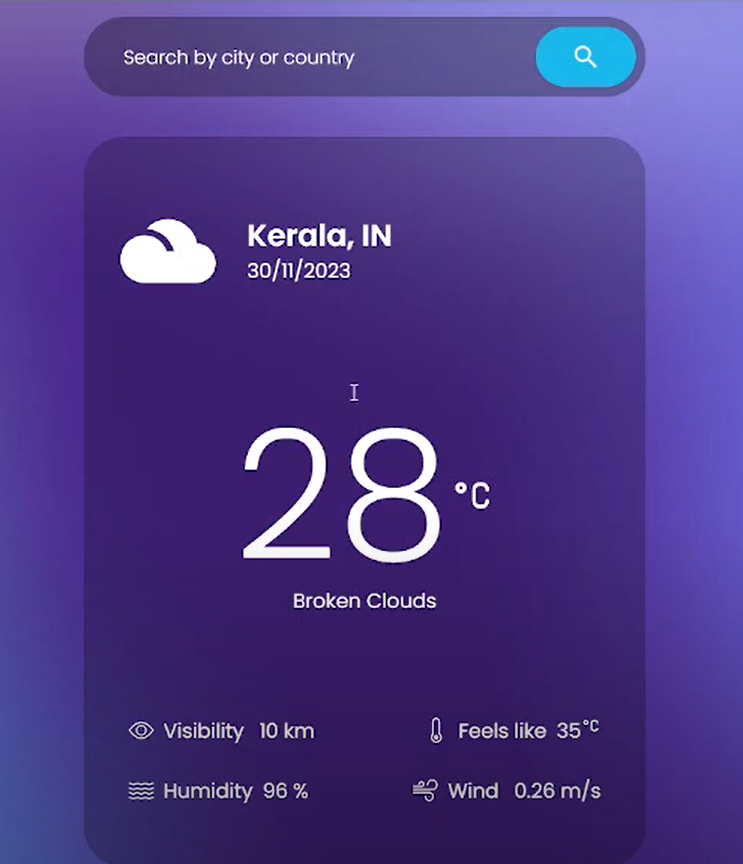 Search by city or country
Kerala, IN
30/11/2023
28 °C
Broken Clouds
Visibility 10 km
Feels like 35°C
Humidity 96 %
Wind 0.26 m/s